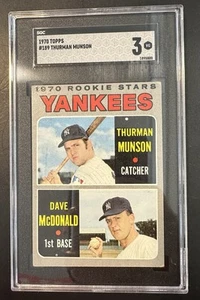 SGC
1970 TOPPS
#189 THURMAN MUNSON
3
1970 ROOKIE STARS
YANKEES
THURMAN
MUNSON
CATCHER
DAVE
McDONALD
1st BASE